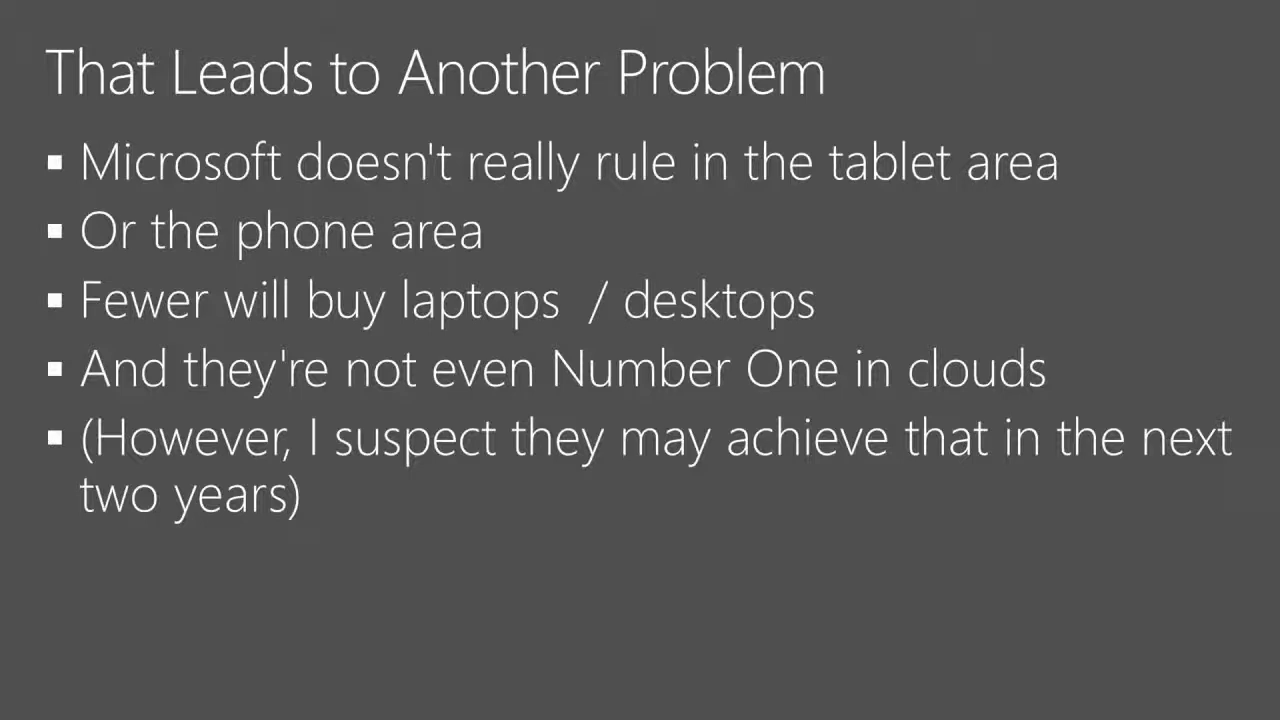 That Leads to Another Problem
▪ Microsoft doesn't really rule in the tablet area
▪ Or the phone area
▪ Fewer will buy laptops  / desktops
▪ And they're not even Number One in clouds
▪ (However, I suspect they may achieve that in the next
two years)